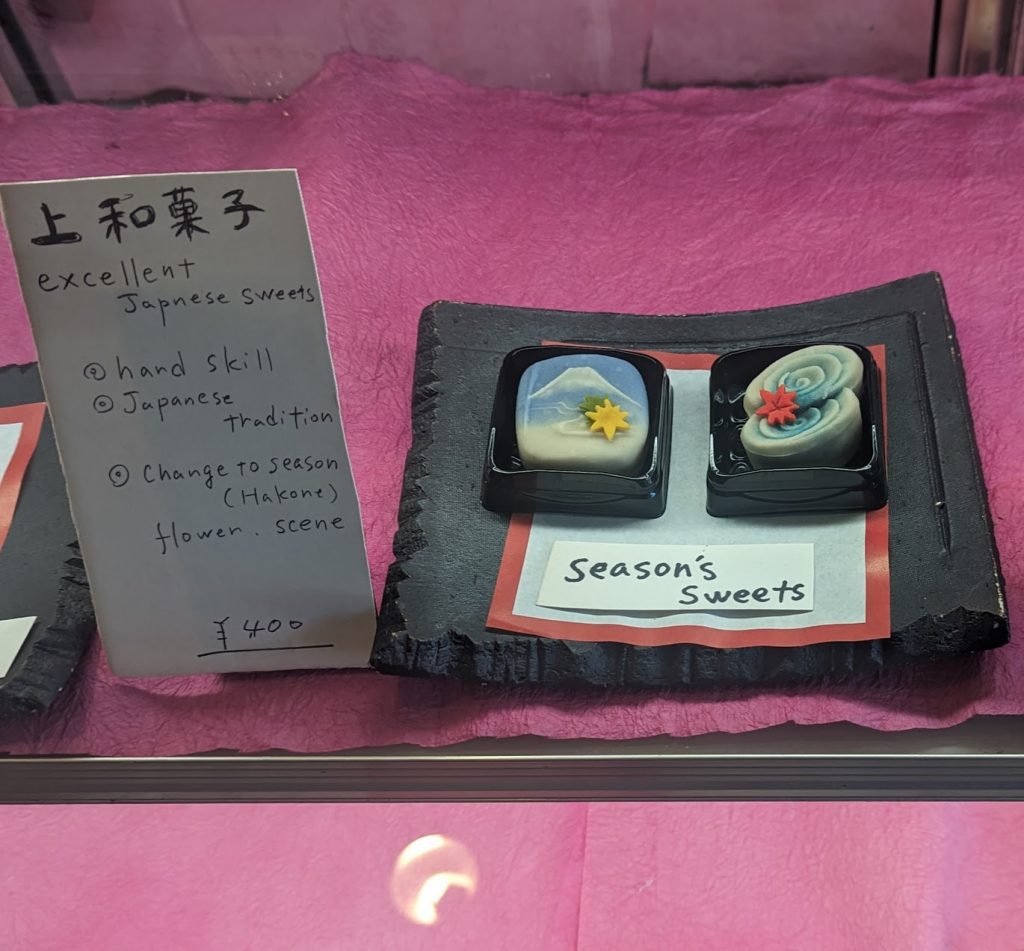 上和菓子
excellent
Japnese sweets
◎ hand skill
◎ Japanese
tradition
◎ Change to season
(Hakone)
flower. scene
¥400
season's
sweets